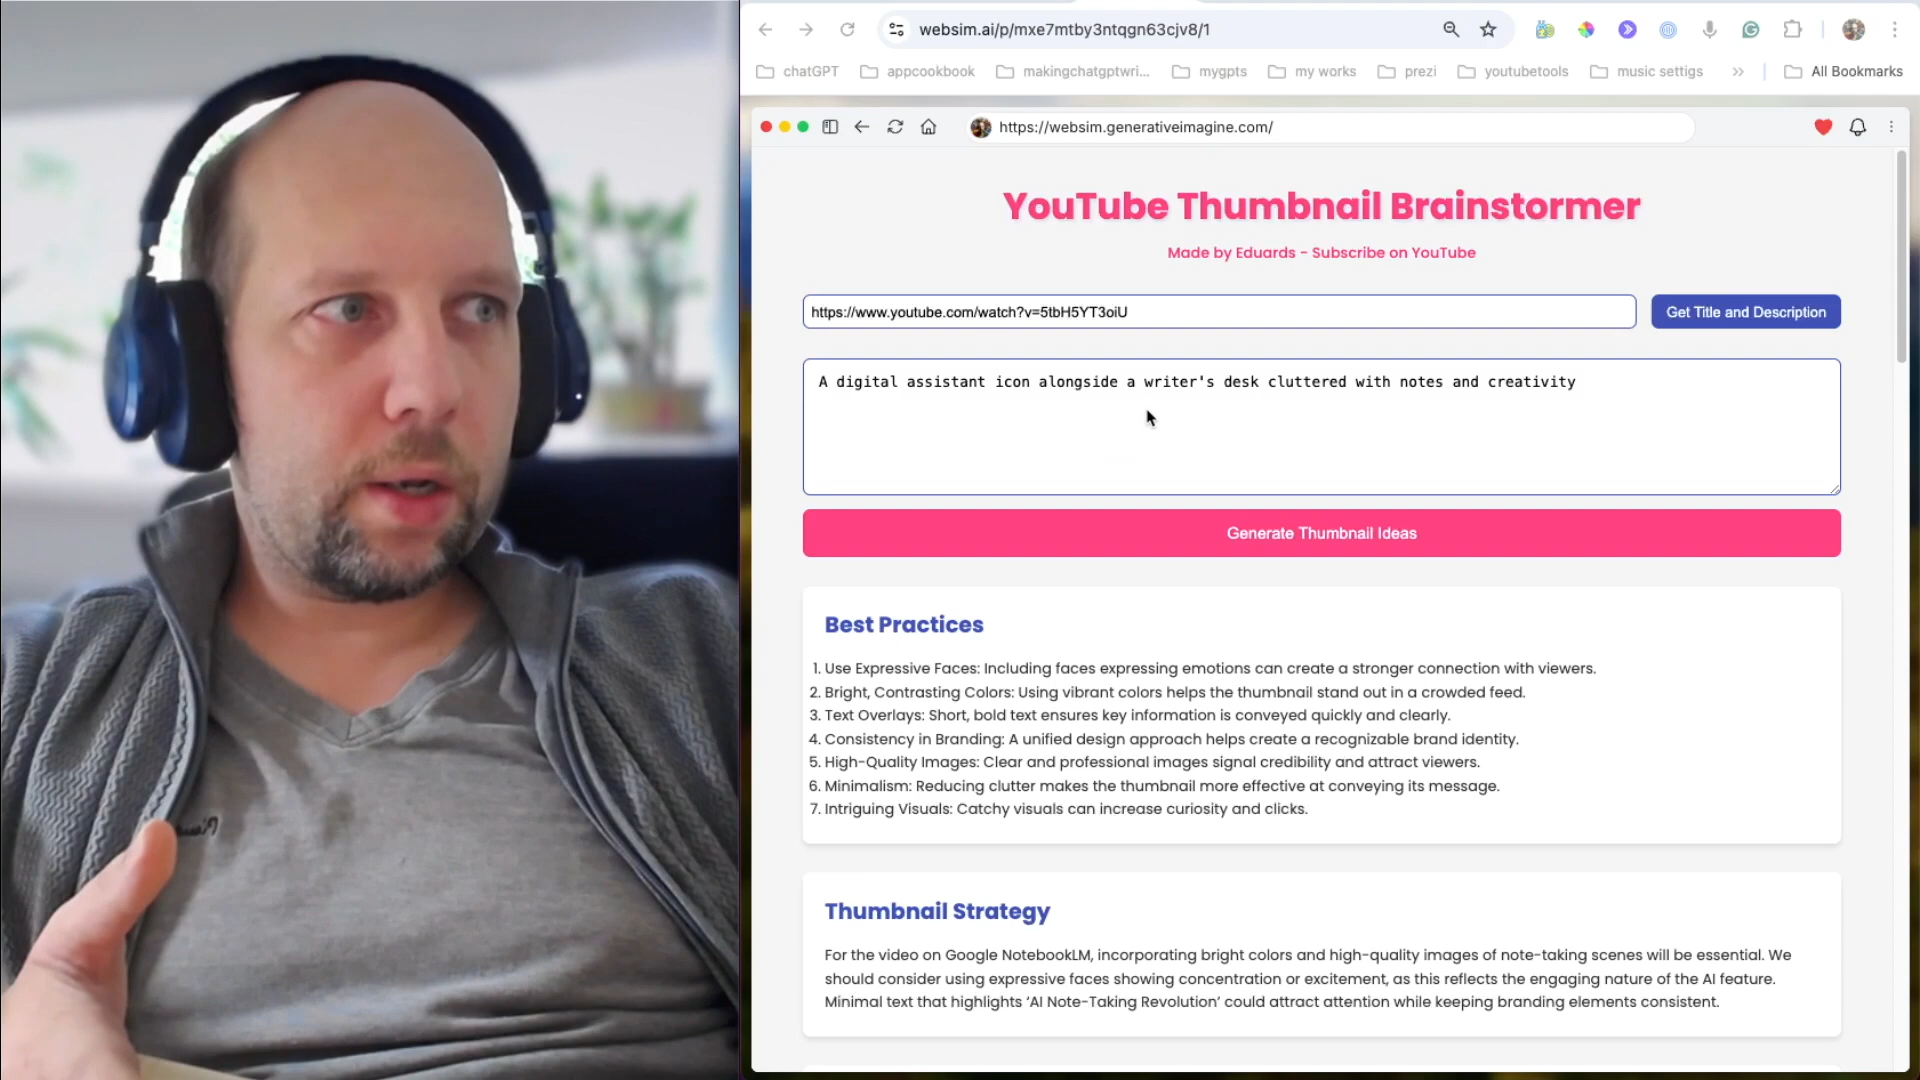 websim.ai/p/mxe7mtby3ntqgn63cjv8/1
chatGPT
appcookbook
makingchatgptwri...
mygpts
my works
prezi
youtubetools
music settigs
All Bookmarks
https://websim.generativeimagine.com/
YouTube Thumbnail Brainstormer
Made by Eduards - Subscribe on YouTube
https://www.youtube.com/watch?v=5tbH5YT3oiU
Get Title and Description
A digital assistant icon alongside a writer's desk cluttered with notes and creativity
Generate Thumbnail Ideas
Best Practices
1. Use Expressive Faces: Including faces expressing emotions can create a stronger connection with viewers.
2. Bright, Contrasting Colors: Using vibrant colors helps the thumbnail stand out in a crowded feed.
3. Text Overlays: Short, bold text ensures key information is conveyed quickly and clearly.
4. Consistency in Branding: A unified design approach helps create a recognizable brand identity.
5. High-Quality Images: Clear and professional images signal credibility and attract viewers.
6. Minimalism: Reducing clutter makes the thumbnail more effective at conveying its message.
7. Intriguing Visuals: Catchy visuals can increase curiosity and clicks.
Thumbnail Strategy
For the video on Google NotebookLM, incorporating bright colors and high-quality images of note-taking scenes will be essential. We
should consider using expressive faces showing concentration or excitement, as this reflects the engaging nature of the AI feature.
Minimal text that highlights ‘AI Note-Taking Revolution’ could attract attention while keeping branding elements consistent.